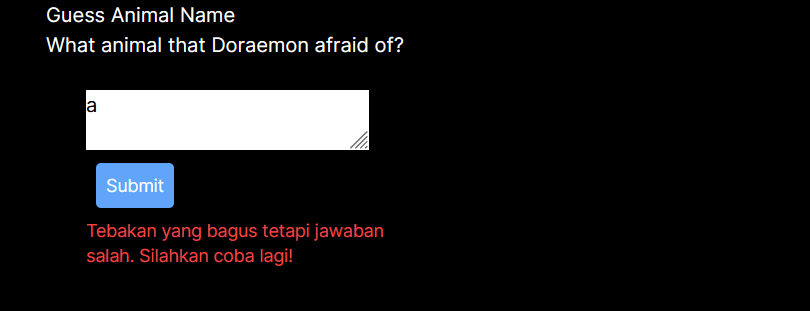 Guess Animal Name
What animal that Doraemon afraid of?
a
Submit
Tebakan yang bagus tetapi jawaban
salah. Silahkan coba lagi!